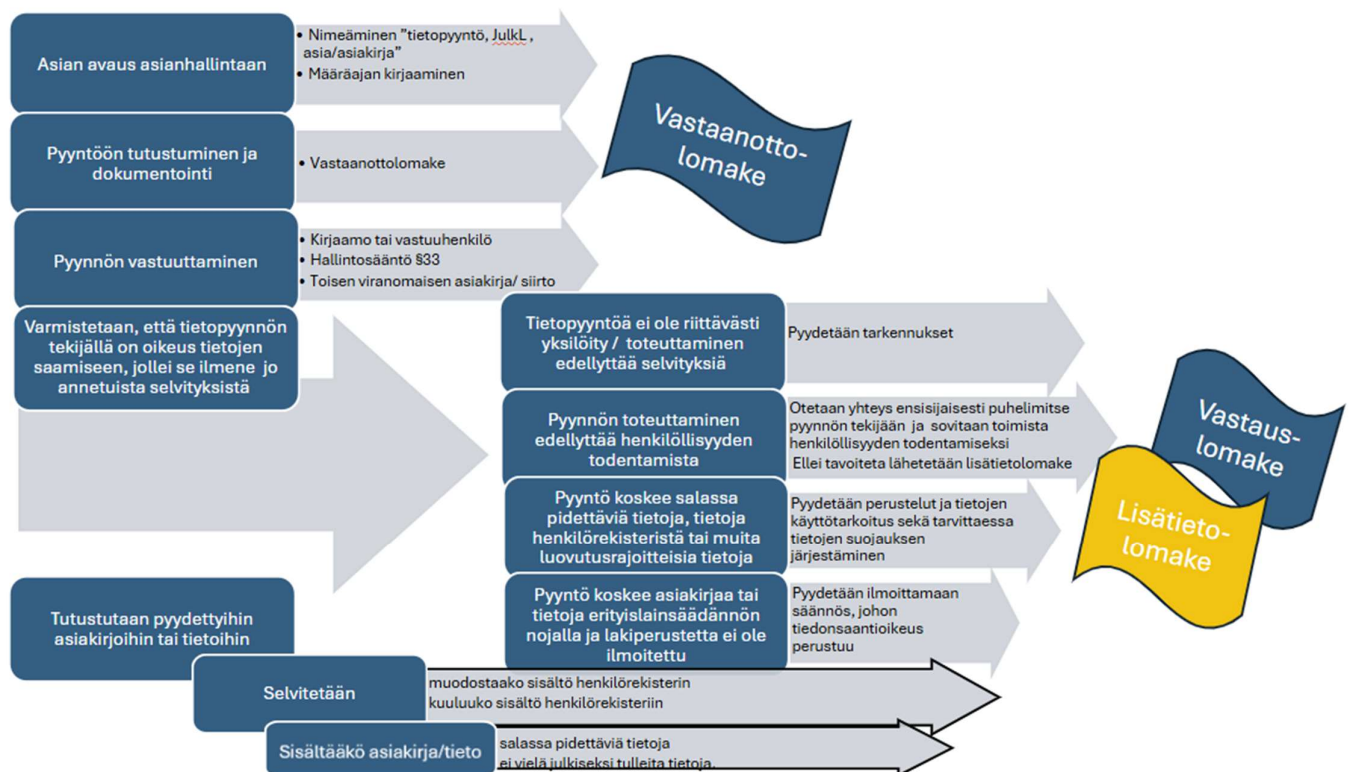 Asian avaus asianhallintaan
• Nimeäminen ”tietopyyntö, JulkL ,
asia/asiakirja”
• Määräajan kirjaaminen
Pyyntöön tutustuminen ja
dokumentointi
• Vastaanottolomake
Vastaanotto-
lomake
Pyynnön vastuuttaminen
• Kirjaamo tai vastuuhenkilö
• Hallintosääntö §33
• Toisen viranomaisen asiakirja/ siirto
Varmistetaan, että tietopyynnön
tekijällä on oikeus tietojen
saamiseen, jollei se ilmene jo
annetuista selvityksistä
Tietopyyntöä ei ole riittävästi
yksilöity / toteuttaminen
edellyttää selvityksiä
Pyydetään tarkennukset
Pyynnön toteuttaminen
edellyttää henkilöllisyyden
todentamista
Otetaan yhteys ensisijaisesti puhelimitse
pyynnön tekijään ja sovitaan toimista
henkilöllisyyden todentamiseksi
Ellei tavoiteta lähetetään lisätietolomake
Vastaus-
lomake
Pyyntö koskee salassa
pidettäviä tietoja, tietoja
henkilörekisteristä tai muita
luovutusrajoitteisia tietoja
Pyydetään perustelut ja tietojen
käyttötarkoitus sekä tarvittaessa
tietojen suojauksen
järjestäminen
Lisätieto-
lomake
Pyyntö koskee asiakirjaa tai
tietoja erityislainsäädännön
nojalla ja lakiperustetta ei ole
ilmoitettu
Pyydetään ilmoittamaan
säännös, johon
tiedonsaantioikeus
perustuu
Tutustutaan pyydettyihin
asiakirjoihin tai tietoihin
Selvitetään
muodostaako sisältö henkilörekisterin
kuuluuko sisältö henkilörekisteriin
Sisältääkö asiakirja/tieto
salassa pidettäviä tietoja
ei vielä julkiseksi tulleita tietoja.